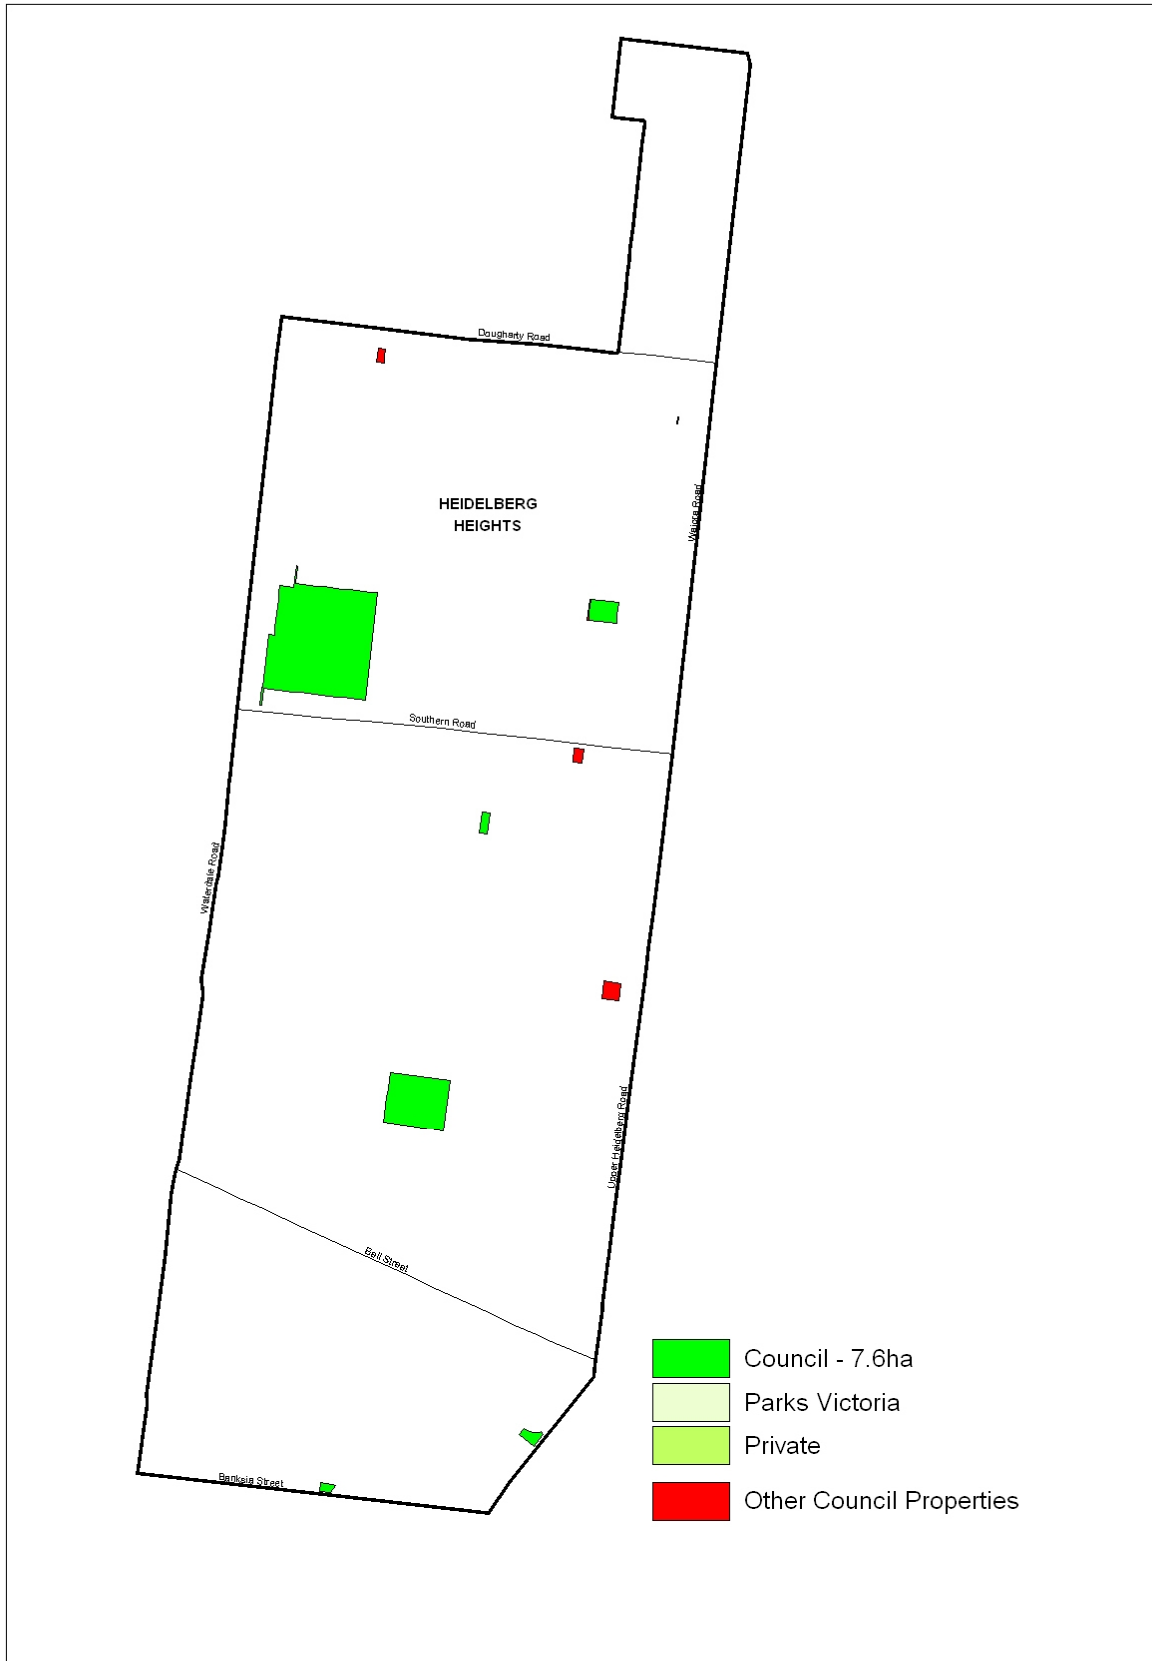 Dougherty Road
Waiora Road
HEIDELBERG
HEIGHTS
Southern Road
Waterdale Road
Upper Heidelberg Road
Bell Street
Council - 7.6ha
Parks Victoria
Private
Banksia Street
Other Council Properties